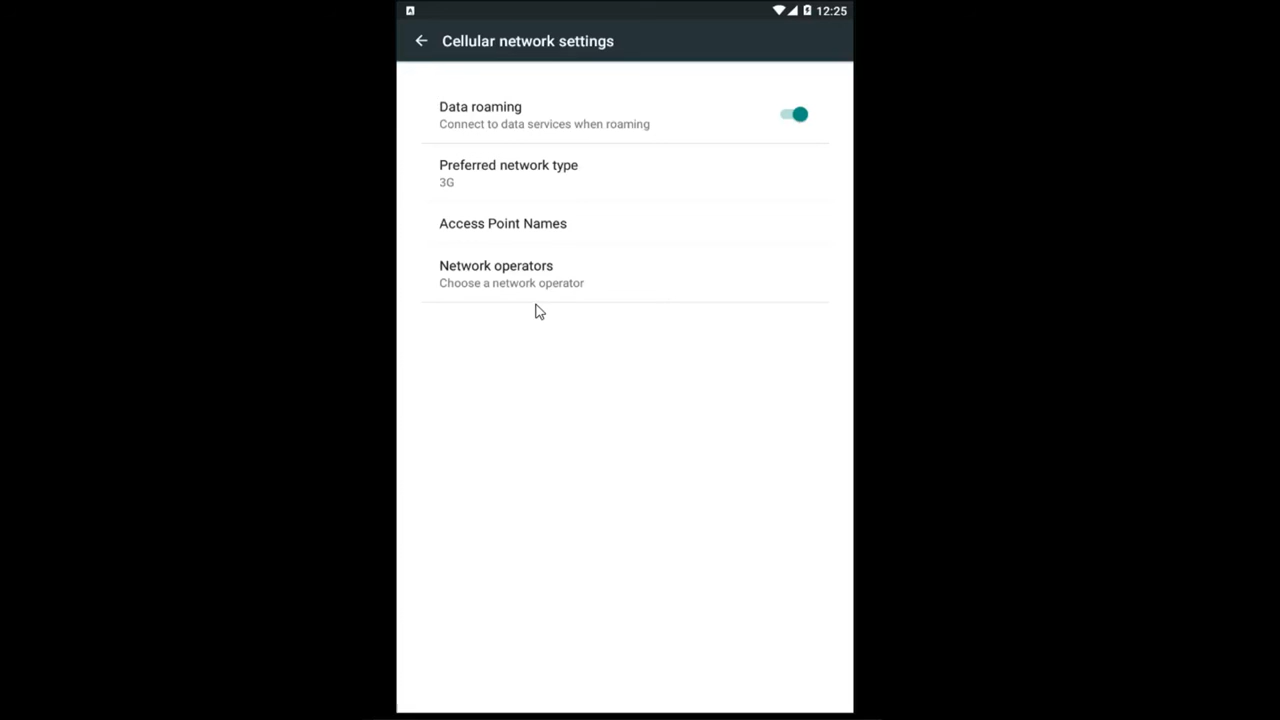 12:25
Cellular network settings
Data roaming
Connect to data services when roaming
Preferred network type
3G
Access Point Names
Network operators
Choose a network operator